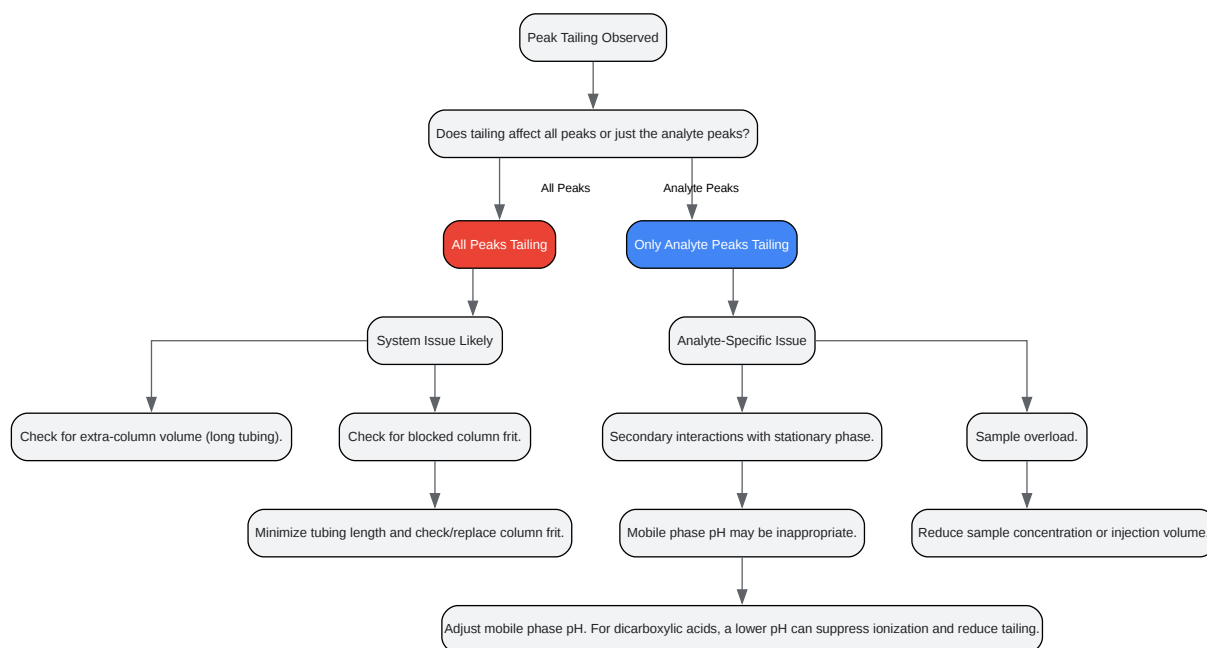 Peak Tailing Observed
Does tailing affect all peaks or just the analyte peaks?
All Peaks
Analyte Peaks
All Peaks Tailing
Only Analyte Peaks Tailing
System Issue Likely
Analyte-Specific Issue
Check for extra-column volume (long tubing).
Check for blocked column frit.
Secondary interactions with stationary phase.
Sample overload.
Minimize tubing length and check/replace column frit.
Mobile phase pH may be inappropriate.
Reduce sample concentration or injection volume.
Adjust mobile phase pH. For dicarboxylic acids, a lower pH can suppress ionization and reduce tailing.